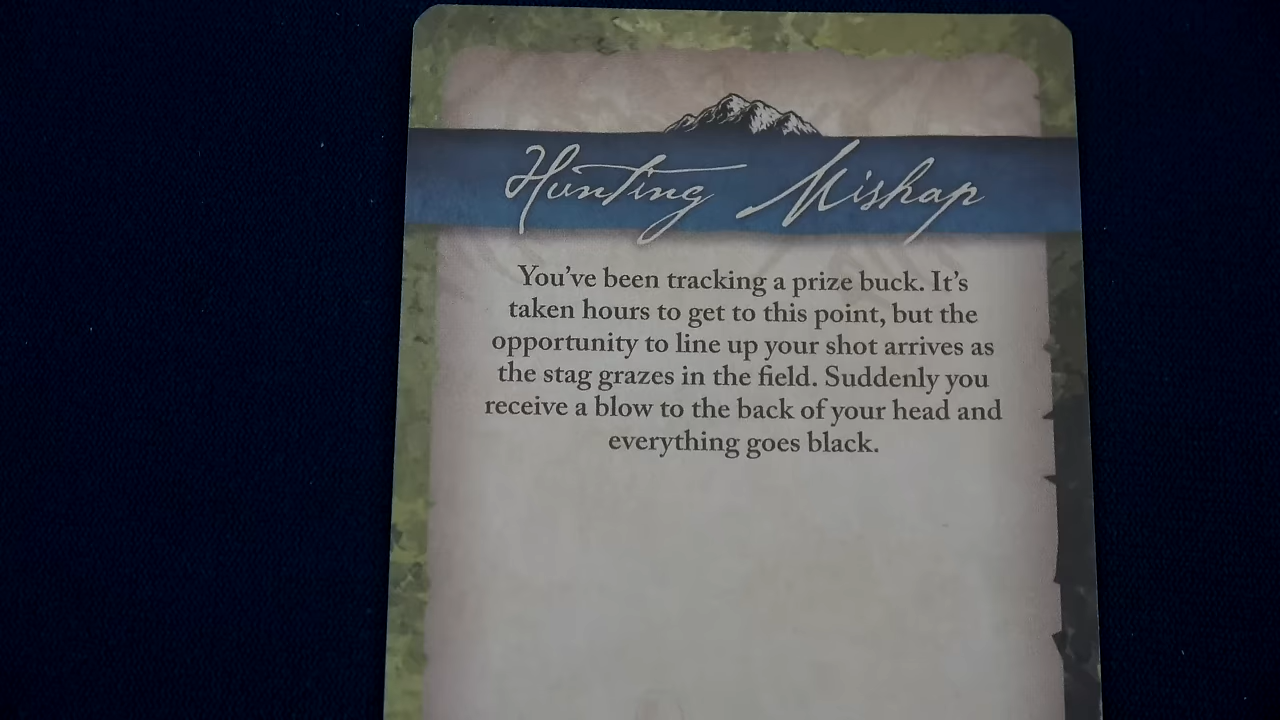 Hunting Mishap
You've been tracking a prize buck. It's
taken hours to get to this point, but the
opportunity to line up your shot arrives as
the stag grazes in the field. Suddenly you
receive a blow to the back of your head and
everything goes black.